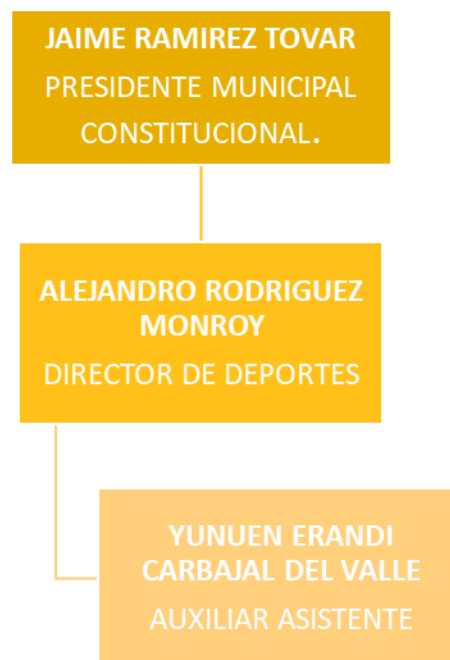 JAIME RAMIREZ TOVAR
PRESIDENTE MUNICIPAL
CONSTITUCIONAL.
ALEJANDRO RODRIGUEZ
MONROY
DIRECTOR DE DEPORTES
YUNUEN ERANDI
CARBAJAL DEL VALLE
AUXILIAR ASISTENTE